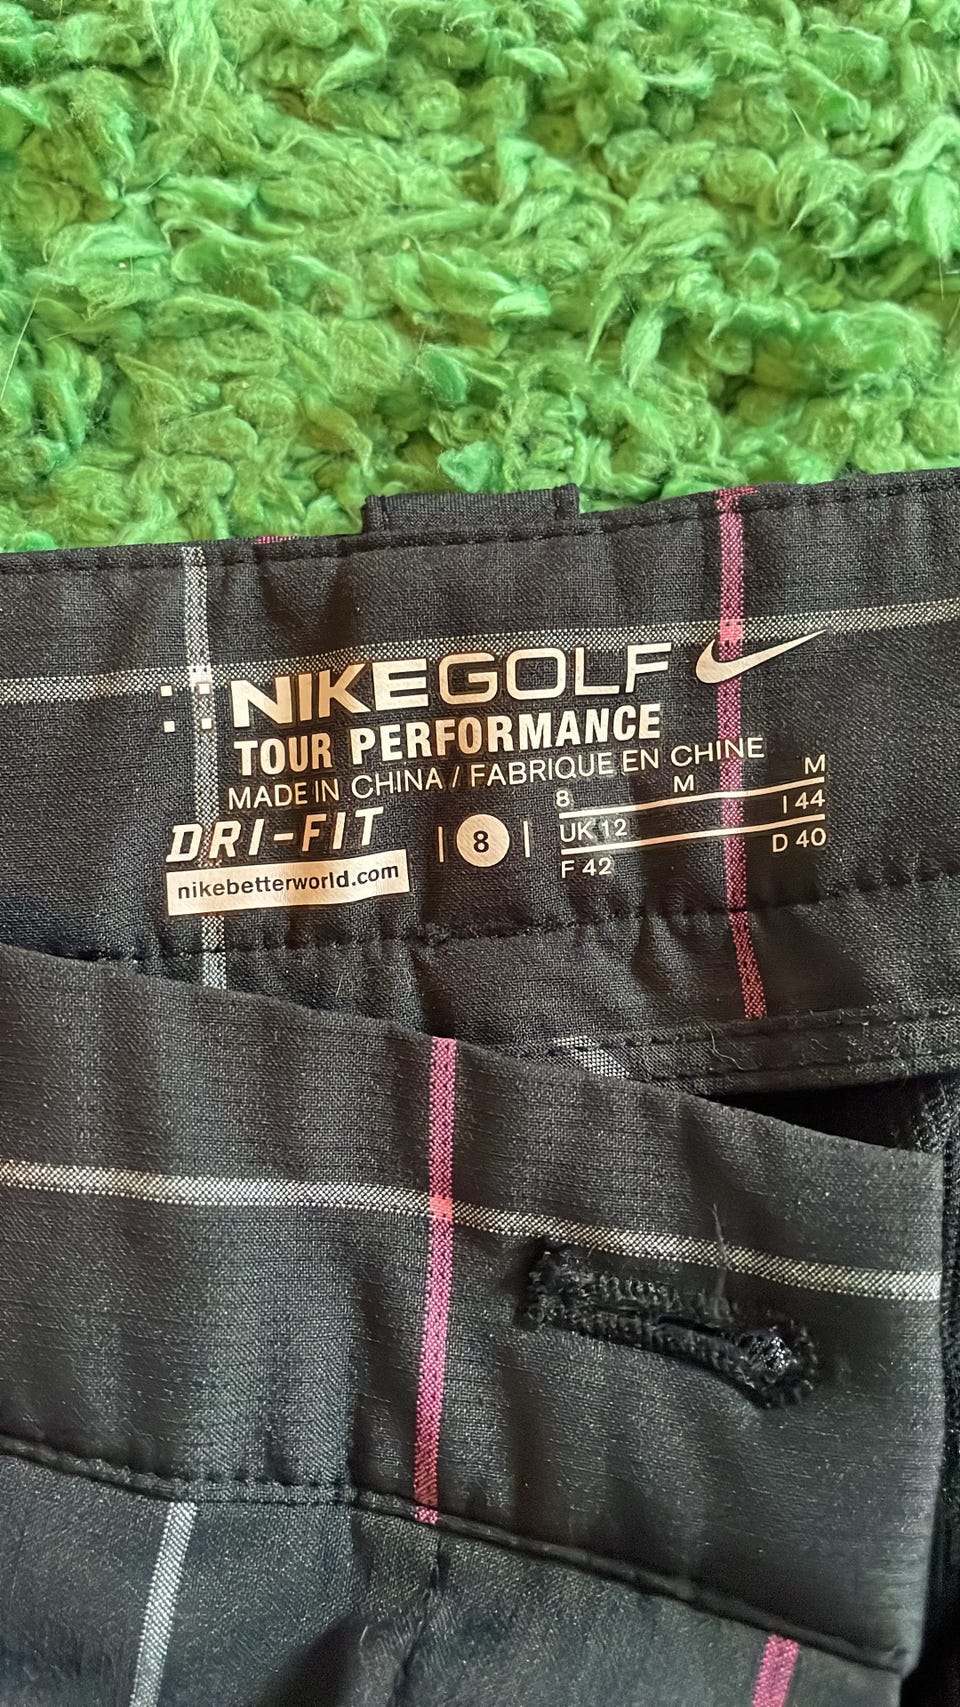 NIKEGOLF
TOUR PERFORMANCE
MADE IN CHINA / FABRIQUE EN CHINE
DRI-FIT
nikebetterworld.com
| 8 |
8 M M
UK 12 I 44
F 42 D 40